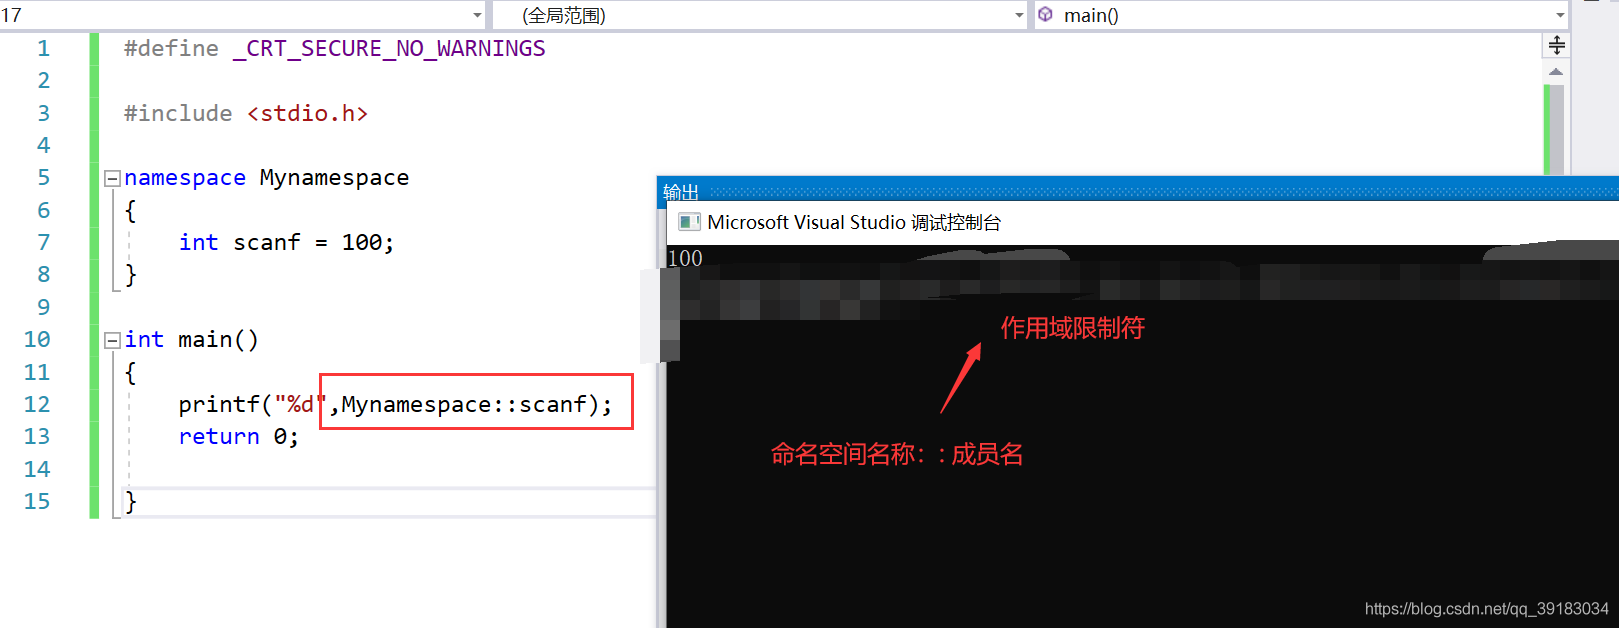 17 (全局范围) main()
1 #define _CRT_SECURE_NO_WARNINGS
2
3 #include <stdio.h>
4
5 namespace Mynamespace
6 {
7 int scanf = 100;
8 }
9
10 int main()
11 {
12 printf("%d",Mynamespace::scanf);
13 return 0;
14
15 }
输出
Microsoft Visual Studio 调试控制台
100
作用域限制符
命名空间名称：：成员名
https://blog.csdn.net/qq_39183034